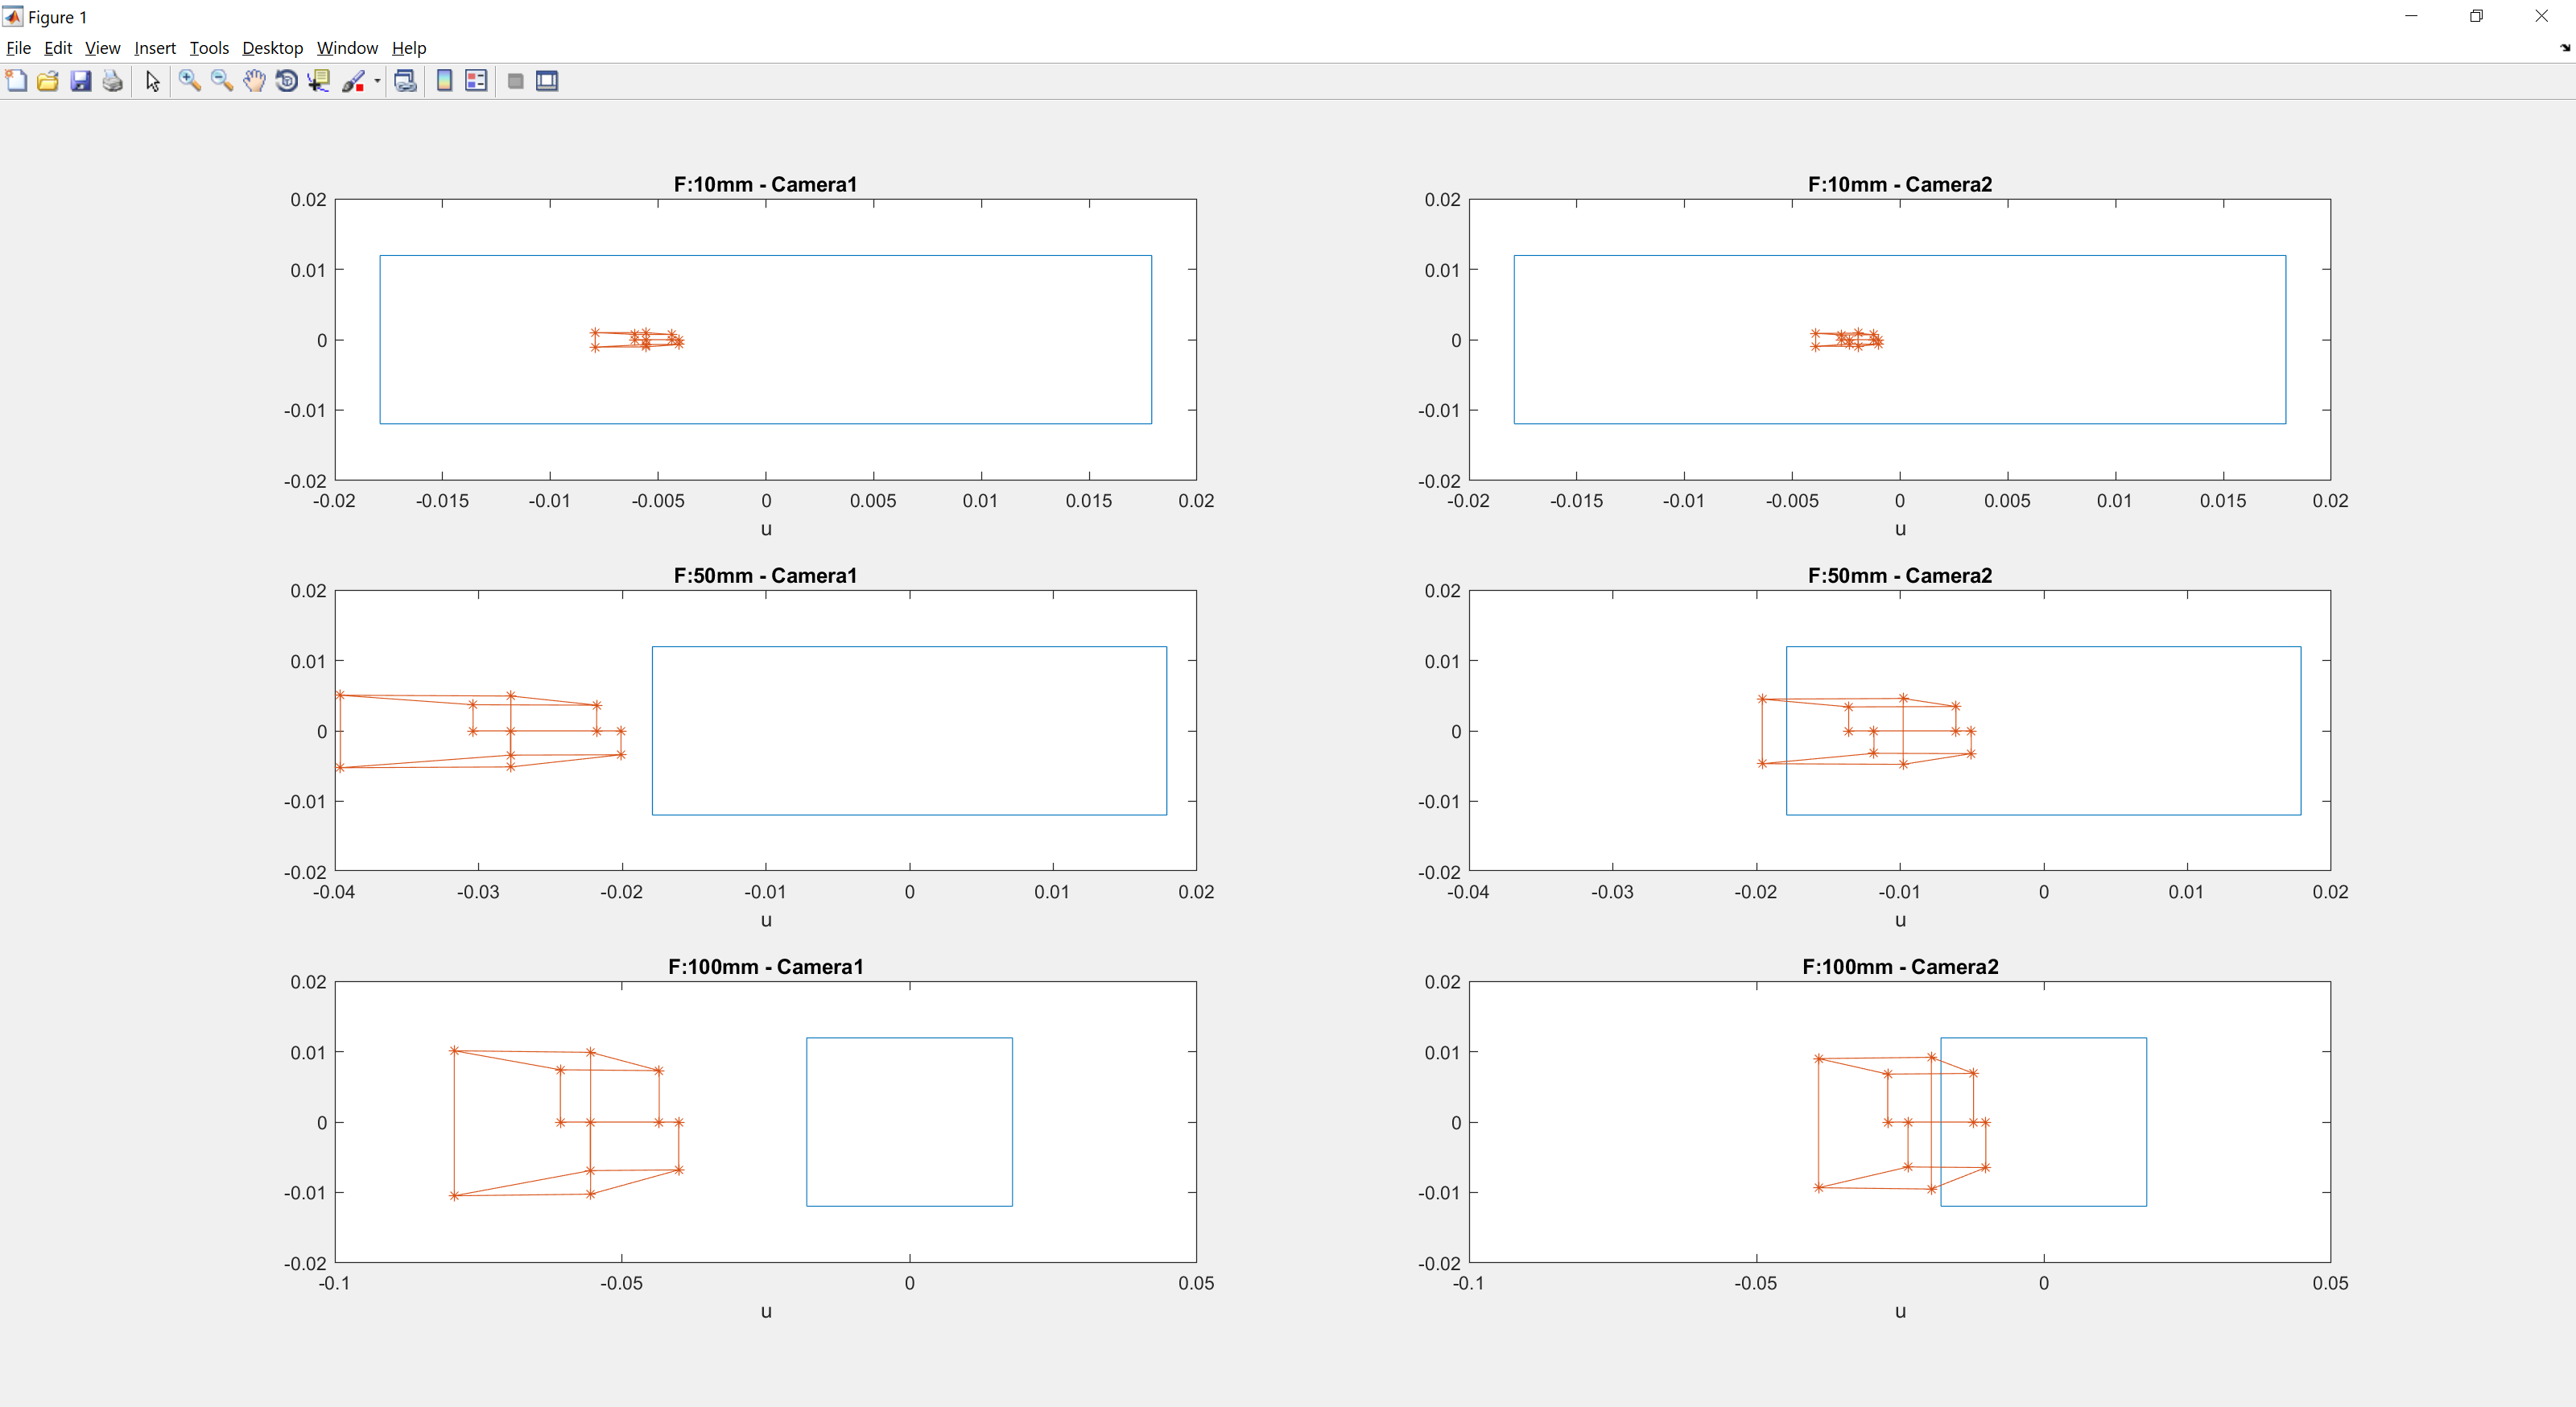 Figure 1
File Edit View Insert Tools Desktop Window Help
F:10mm - Camera1
0.02
0.01
0
-0.01
-0.02
-0.02 -0.015 -0.01 -0.005 0 0.005 0.01 0.015 0.02
u
F:10mm - Camera2
0.02
0.01
0
-0.01
-0.02
-0.02 -0.015 -0.01 -0.005 0 0.005 0.01 0.015 0.02
u
F:50mm - Camera1
0.02
0.01
0
-0.01
-0.02
-0.04 -0.03 -0.02 -0.01 0 0.01 0.02
u
F:50mm - Camera2
0.02
0.01
0
-0.01
-0.02
-0.04 -0.03 -0.02 -0.01 0 0.01 0.02
u
F:100mm - Camera1
0.02
0.01
0
-0.01
-0.02
-0.1 -0.05 0 0.05
u
F:100mm - Camera2
0.02
0.01
0
-0.01
-0.02
-0.1 -0.05 0 0.05
u